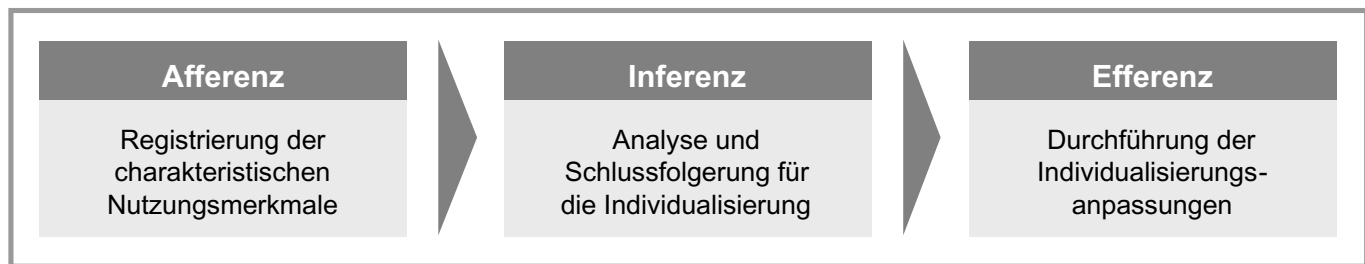 Afferenz
Registrierung der
charakteristischen
Nutzungsmerkmale
Inferenz
Analyse und
Schlussfolgerung für
die Individualisierung
Efferenz
Durchführung der
Individualisierungs-
anpassungen